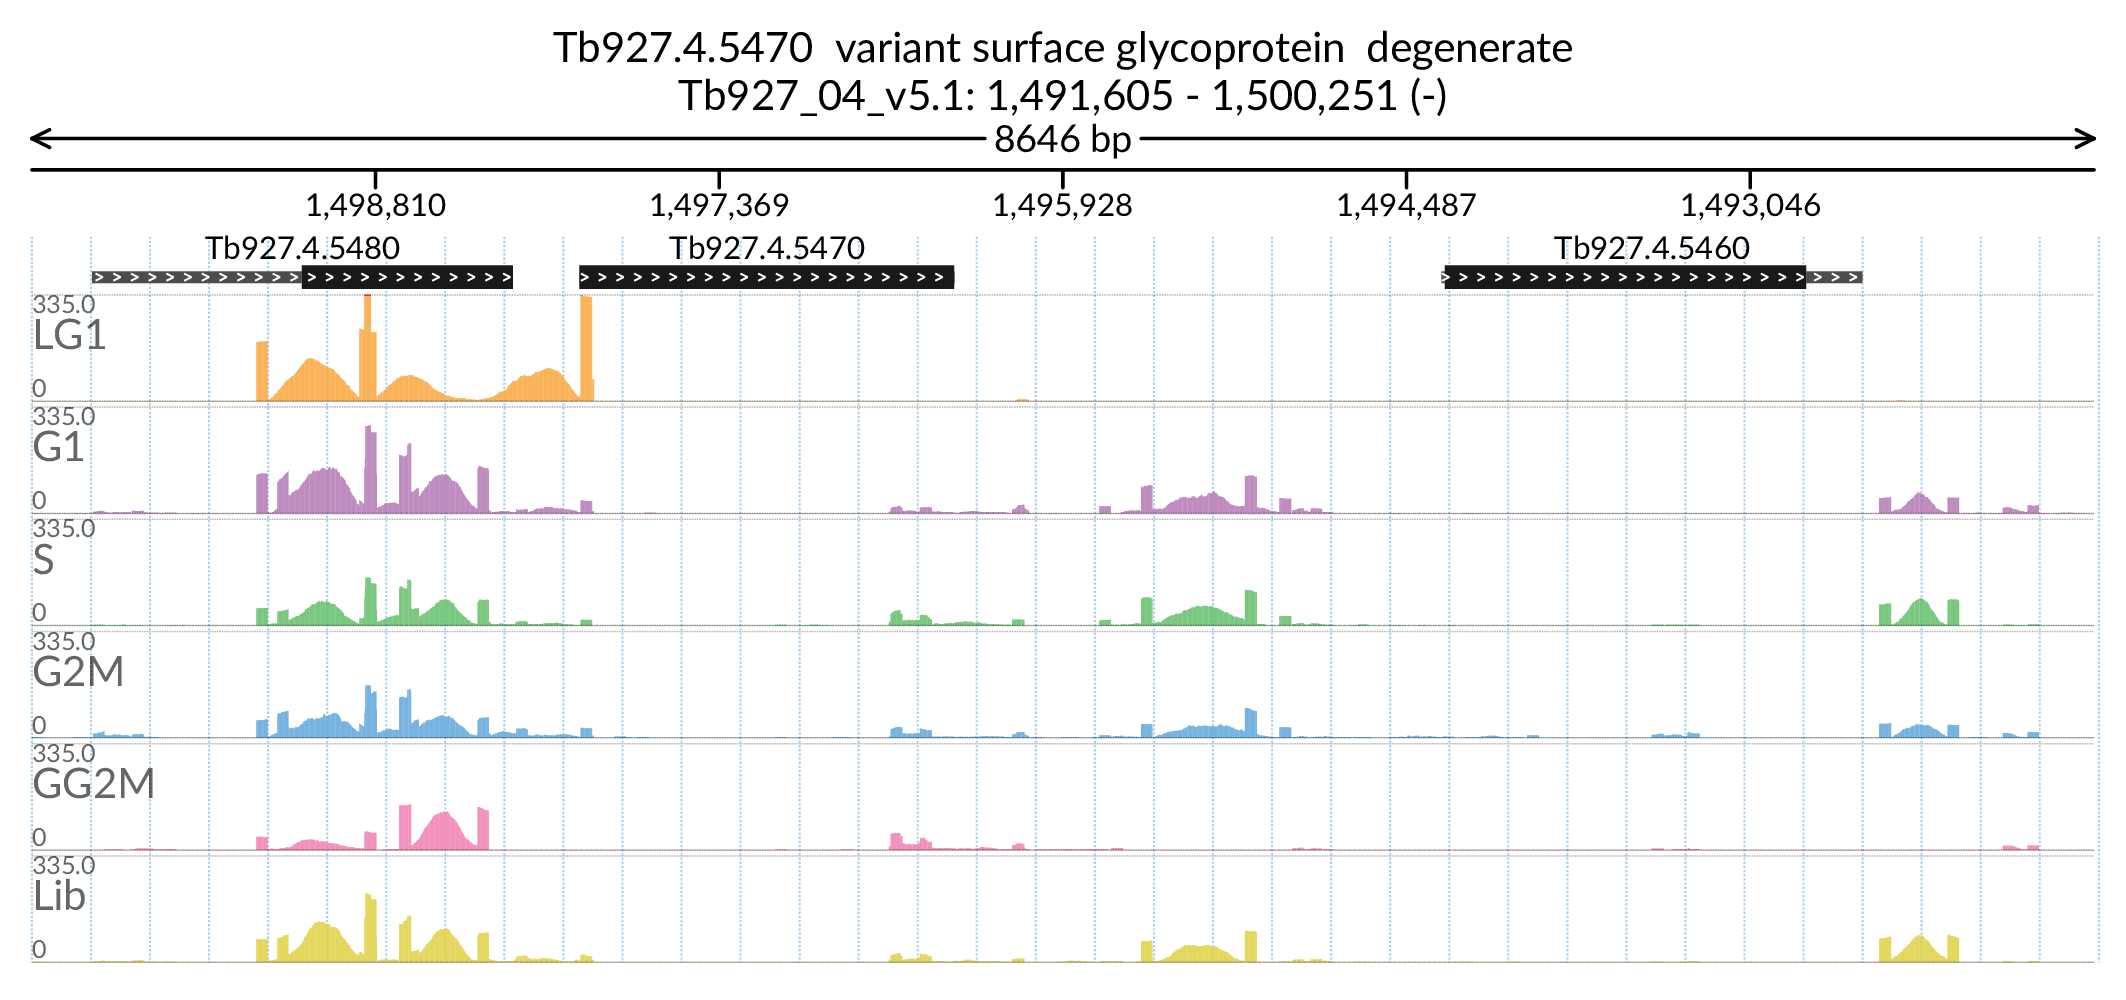 Tb927.4.5470 variant surface glycoprotein degenerate
Tb927_04_v5.1: 1,491,605 - 1,500,251 (-)
8646 bp
1,498,810 1,497,369 1,495,928 1,494,487 1,493,046
Tb927.4.5480 Tb927.4.5470 Tb927.4.5460
335.0
LG1
0
335.0
G1
0
335.0
S
0
335.0
G2M
0
335.0
GG2M
0
335.0
Lib
0